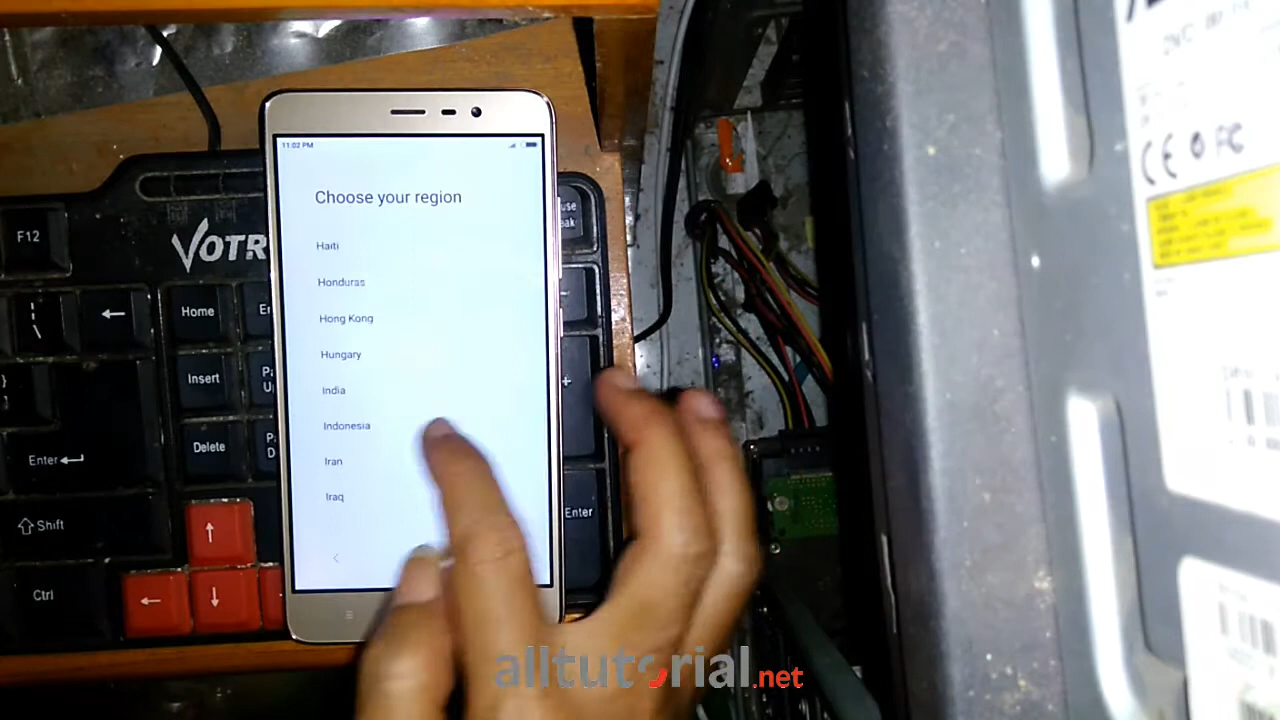 11:02 PM
Choose your region
Haiti
Honduras
Hong Kong
Hungary
India
Indonesia
Iran
Iraq
F12
VOTR
Home
Insert
Delete
Enter
Shift
Ctrl
Enter
CE FC
alltutorial.net